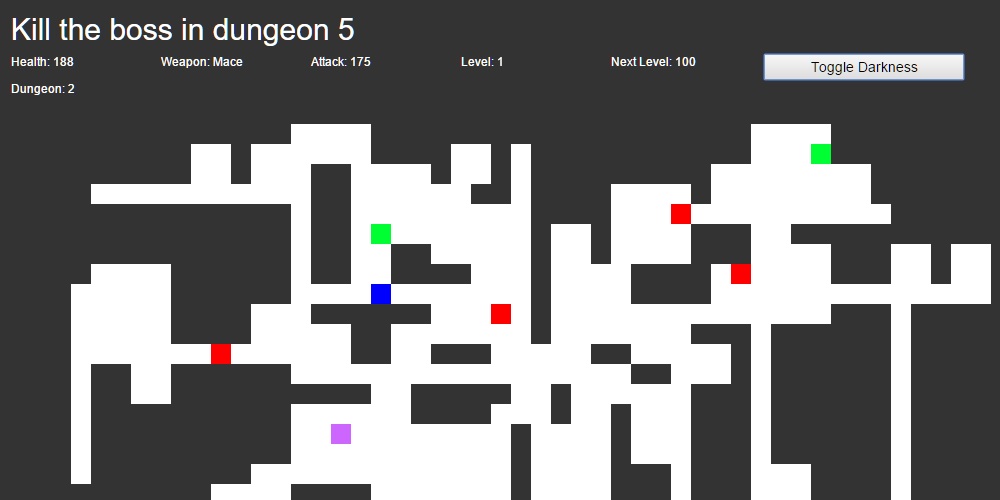 Kill the boss in dungeon 5
Health: 188 Weapon: Mace Attack: 175 Level: 1 Next Level: 100 Toggle Darkness
Dungeon: 2